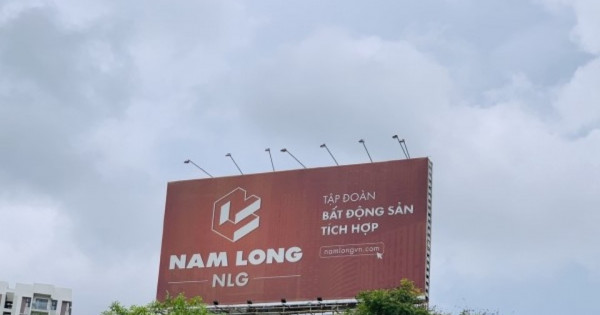 NAM LONG
NLG
TẬP ĐOÀN
BẤT ĐỘNG SẢN
TÍCH HỢP
namlongvn.com